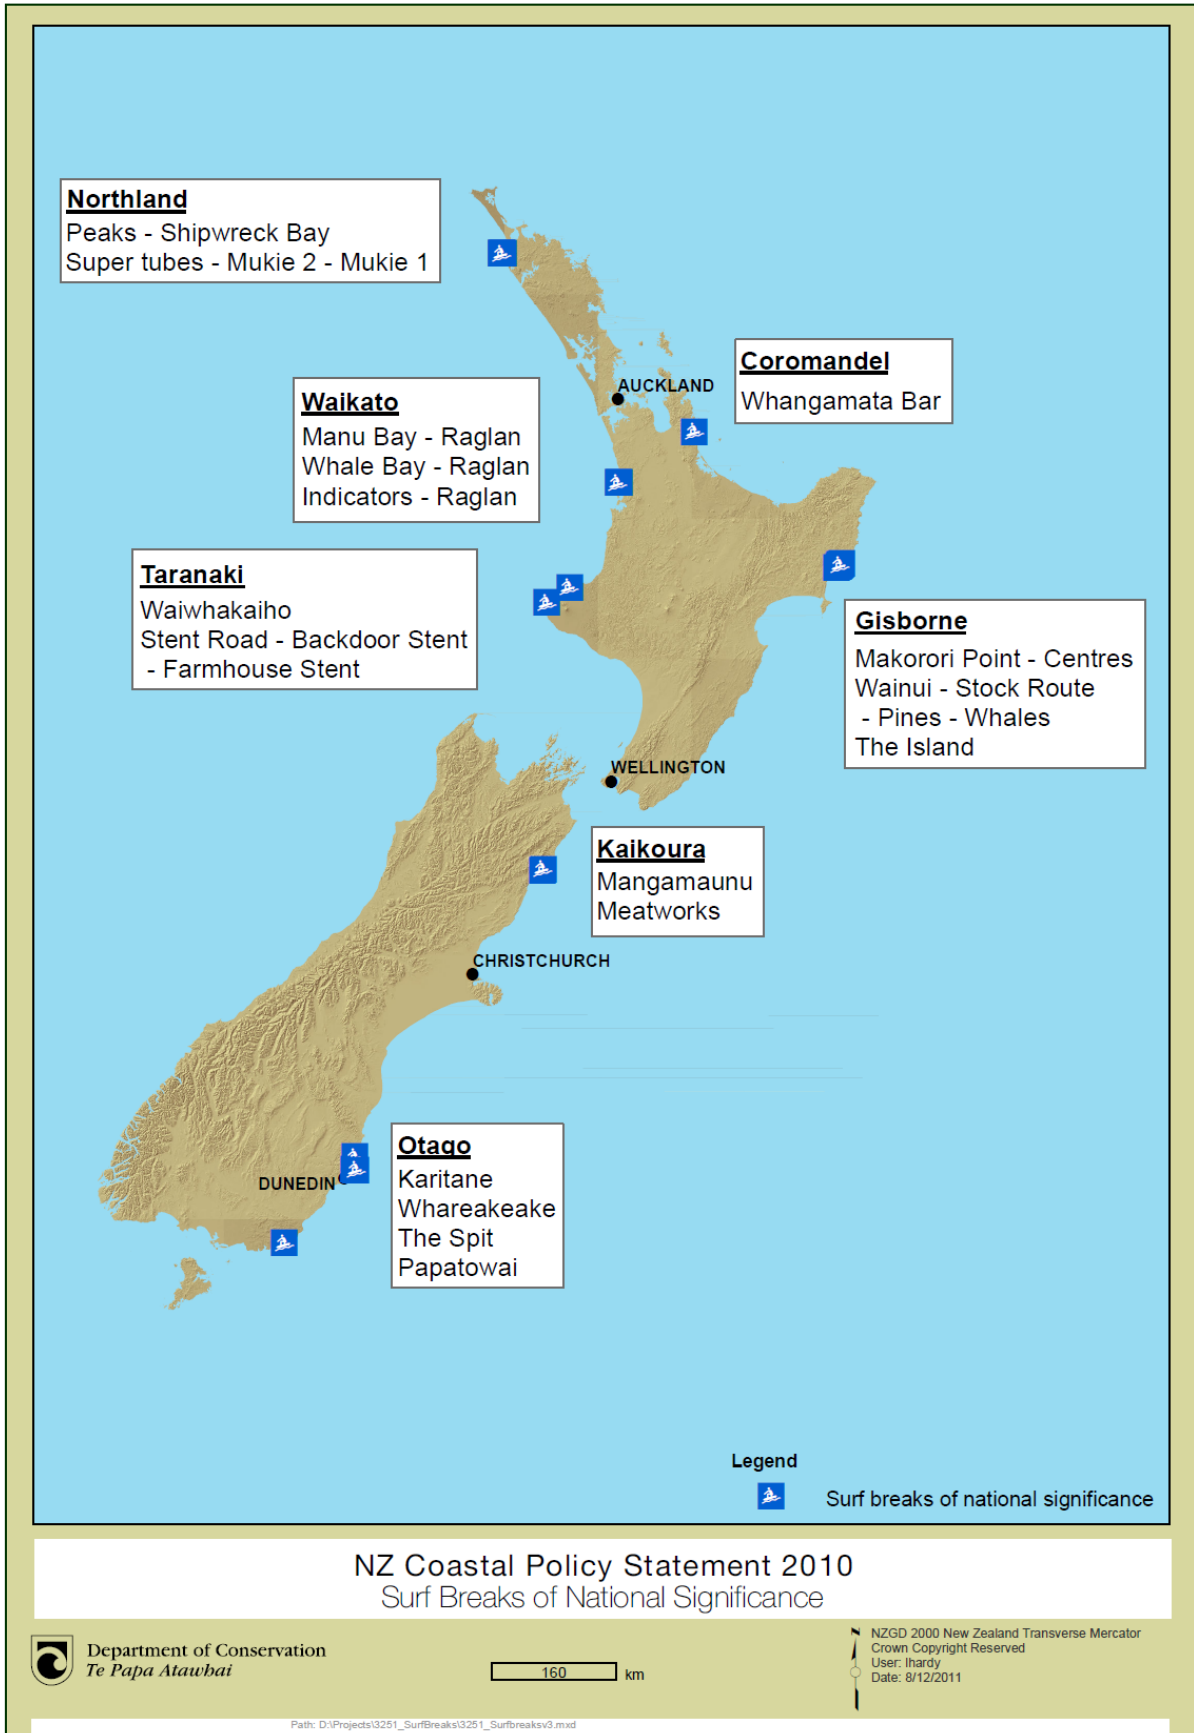 Northland
Peaks - Shipwreck Bay
Super tubes - Mukie 2 - Mukie 1
Coromandel
Whangamata Bar
AUCKLAND
Waikato
Manu Bay - Raglan
Whale Bay - Raglan
Indicators - Raglan
Taranaki
Waiwhakaiho
Stent Road - Backdoor Stent
- Farmhouse Stent
Gisborne
Makorori Point - Centres
Wainui - Stock Route
- Pines - Whales
The Island
WELLINGTON
Kaikoura
Mangamaunu
Meatworks
CHRISTCHURCH
Otago
Karitane
Whareakeake
The Spit
Papatowai
DUNEDIN
Legend
Surf breaks of national significance
NZ Coastal Policy Statement 2010
Surf Breaks of National Significance
Department of Conservation
Te Papa Atawhai
160 km
N
NZGD 2000 New Zealand Transverse Mercator
Crown Copyright Reserved
User: lhardy
Date: 8/12/2011
Path: D:\Projects\3251_SurfBreaks\3251_Surfbreaksv3.mxd